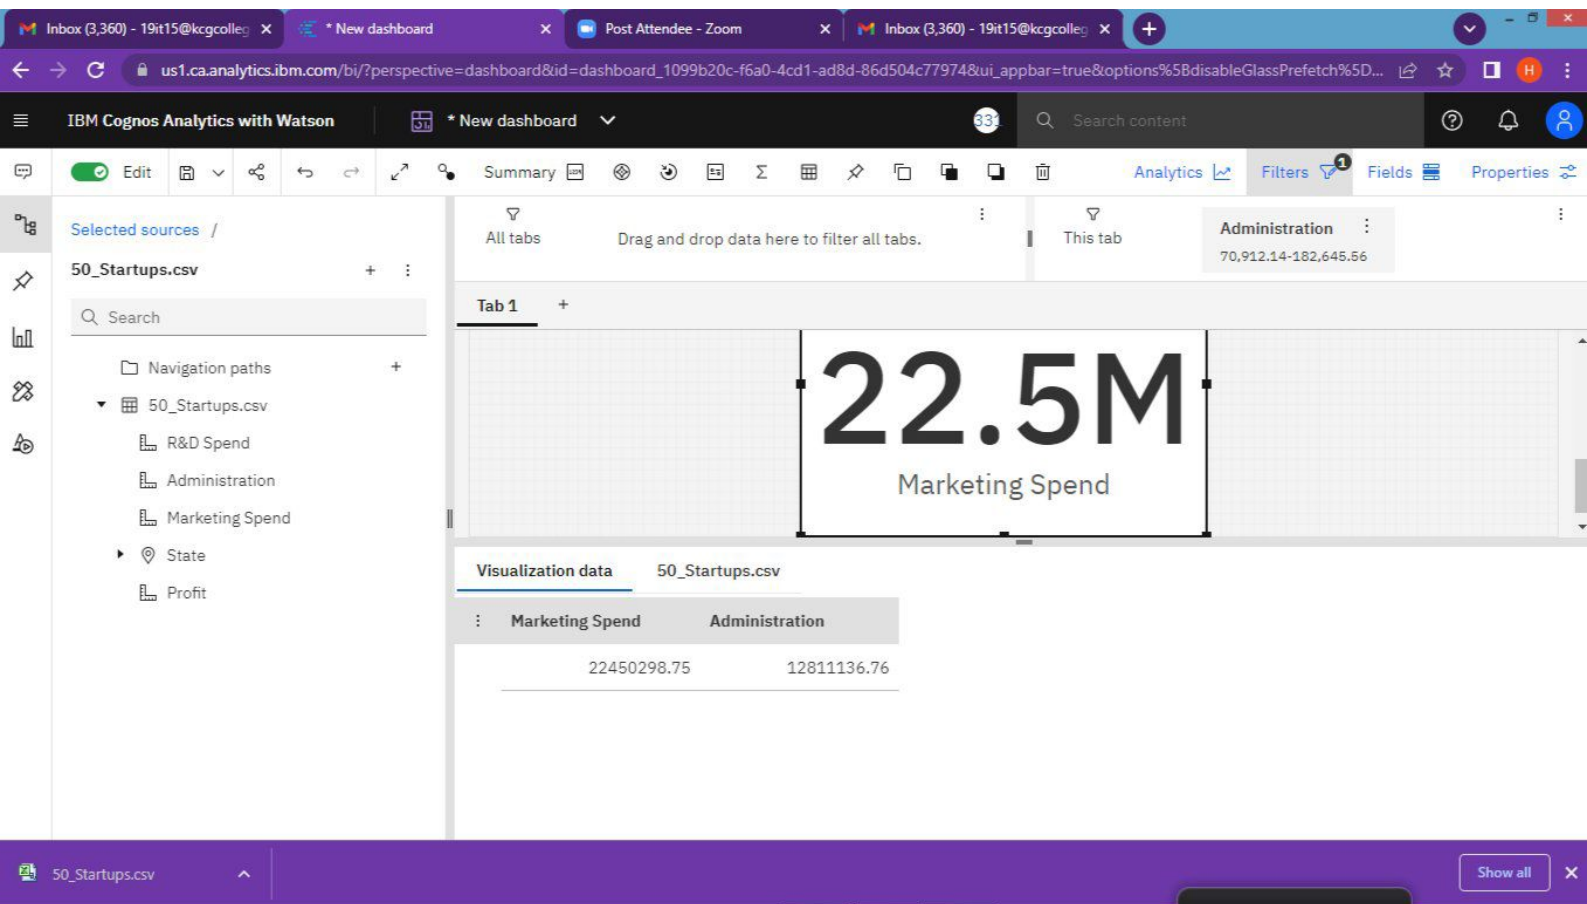 Inbox (3,360) - 19it15@kcgcolleg
* New dashboard
Post Attendee - Zoom
Inbox (3,360) - 19it15@kcgcolleg
us1.ca.analytics.ibm.com/bi/?perspective=dashboard&id=dashboard_1099b20c-f6a0-4cd1-ad8d-86d504c77974&ui_appbar=true&options%5BdisableGlassPrefetch%5D...
H
IBM Cognos Analytics with Watson
* New dashboard
331
Search content
Edit
Summary
Analytics
Filters
1
Fields
Properties
Selected sources /
50_Startups.csv
Search
Navigation paths
50_Startups.csv
R&D Spend
Administration
Marketing Spend
State
Profit
All tabs
Drag and drop data here to filter all tabs.
This tab
Administration
70,912.14-182,645.56
Tab 1
22.5M
Marketing Spend
Visualization data
50_Startups.csv
Marketing Spend Administration
22450298.75 12811136.76
50_Startups.csv
Show all